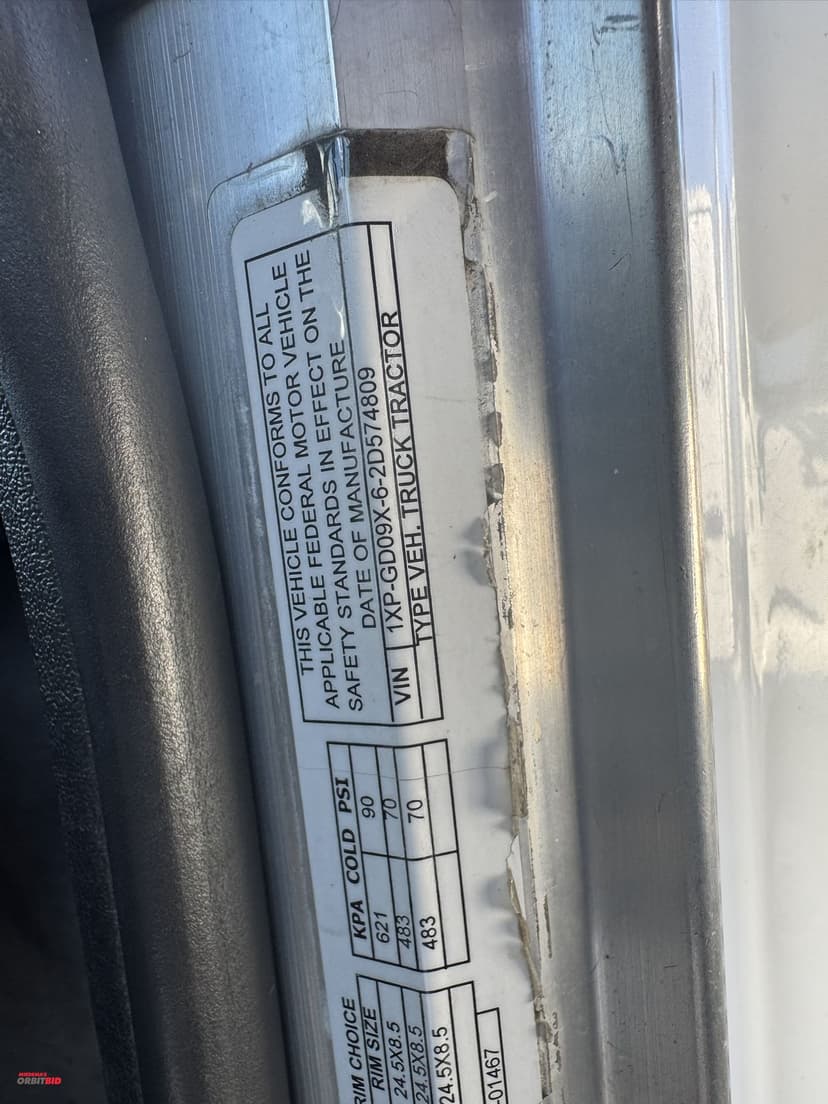 THIS VEHICLE CONFORMS TO ALL
APPLICABLE FEDERAL MOTOR VEHICLE
SAFETY STANDARDS IN EFFECT ON THE
DATE OF MANUFACTURE
VIN 1XP-GD09X-6-2D574809
TYPE VEH. TRUCK TRACTOR
KPA COLD PSI
621 90
483 70
483 70
RIM CHOICE
RIM SIZE
24.5X8.5
24.5X8.5
24.5X8.5
-01467
MIEDEMA'S
ORBITBID